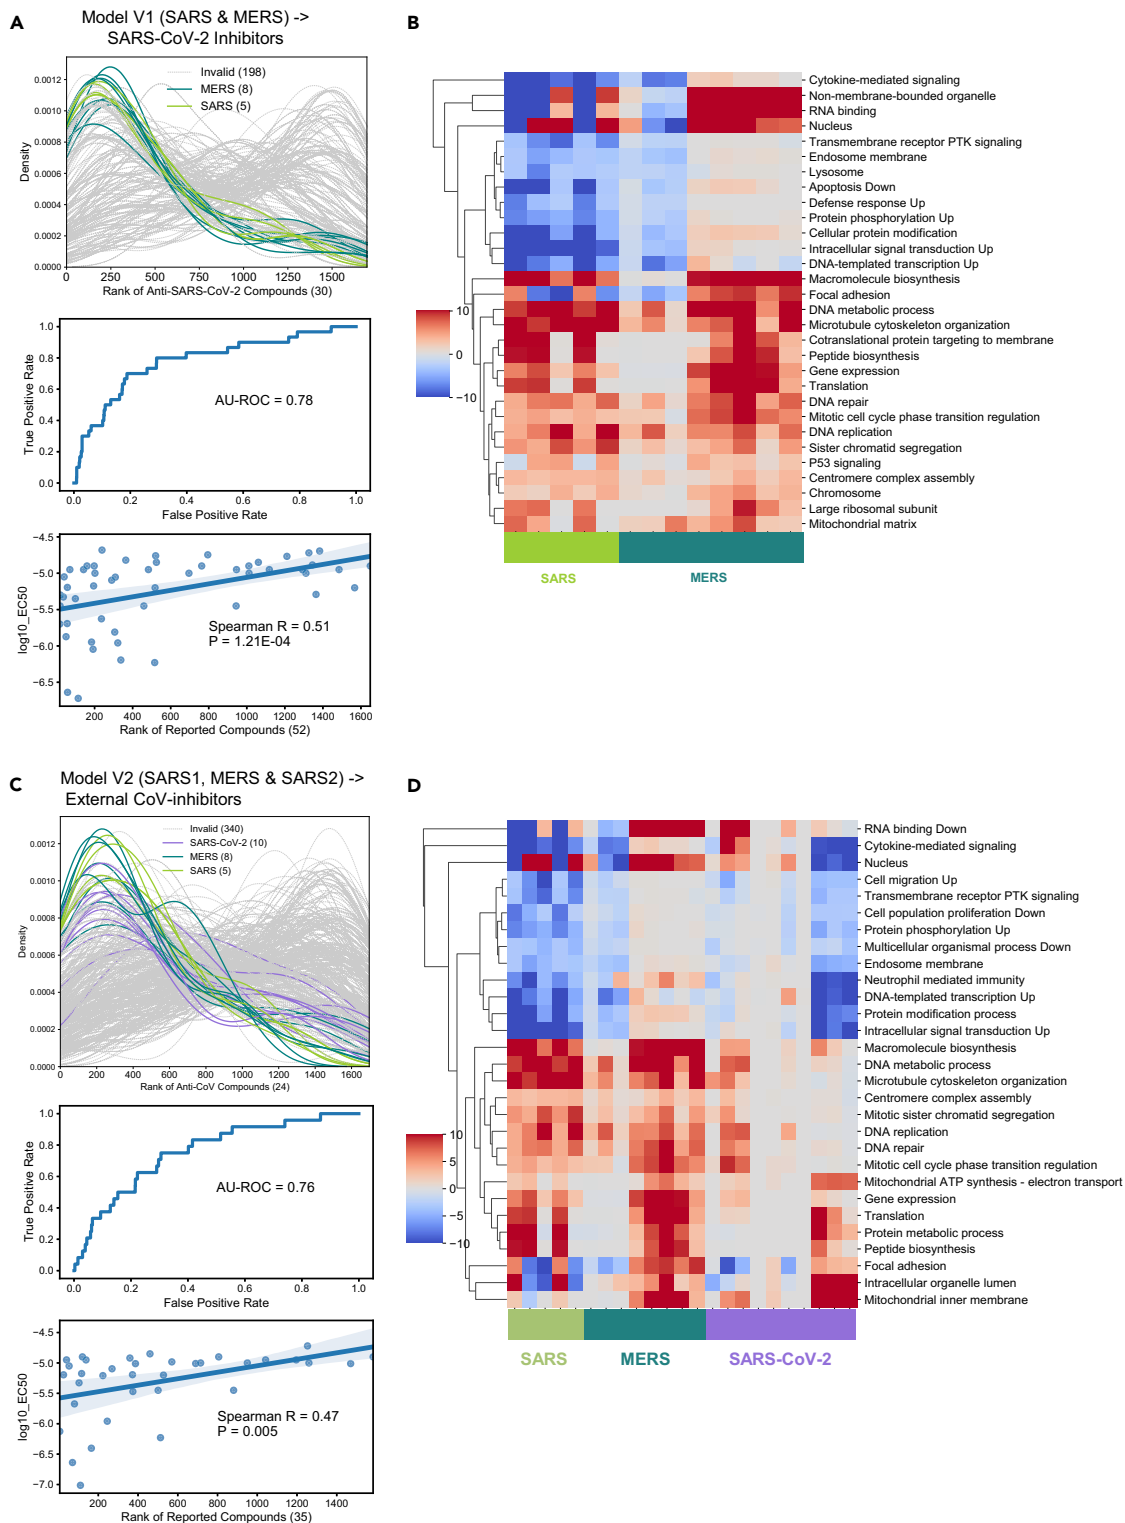 A
Model V1 (SARS & MERS) ->
SARS-CoV-2 Inhibitors
Invalid (198)
MERS (8)
SARS (5)
Density
0.0012
0.0010
0.0008
0.0006
0.0004
0.0002
0.0000
0 250 500 750 1000 1250 1500
Rank of Anti-SARS-CoV-2 Compounds (30)
True Positive Rate
1.0
0.8
0.6
0.4
0.2
0.0
AU-ROC = 0.78
0.0 0.2 0.4 0.6 0.8 1.0
False Positive Rate
log10_EC50
−4.5
−5.0
−5.5
−6.0
−6.5
Spearman R = 0.51
P = 1.21E-04
200 400 600 800 1000 1200 1400 1600
Rank of Reported Compounds (52)
B
Cytokine-mediated signaling
Non-membrane-bounded organelle
RNA binding
Nucleus
Transmembrane receptor PTK signaling
Endosome membrane
Lysosome
Apoptosis Down
Defense response Up
Protein phosphorylation Up
Cellular protein modification
Intracellular signal transduction Up
DNA-templated transcription Up
Macromolecule biosynthesis
Focal adhesion
DNA metabolic process
Microtubule cytoskeleton organization
Cotranslational protein targeting to membrane
Peptide biosynthesis
Gene expression
Translation
DNA repair
Mitotic cell cycle phase transition regulation
DNA replication
Sister chromatid segregation
P53 signaling
Centromere complex assembly
Chromosome
Large ribosomal subunit
Mitochondrial matrix
10
0
−10
SARS MERS
C
Model V2 (SARS1, MERS & SARS2) ->
External CoV-inhibitors
Invalid (340)
SARS-CoV-2 (10)
MERS (8)
SARS (5)
Density
0.0012
0.0010
0.0008
0.0006
0.0004
0.0002
0.0000
0 200 400 600 800 1000 1200 1400 1600
Rank of Anti-CoV Compounds (24)
True Positive Rate
1.0
0.8
0.6
0.4
0.2
0.0
AU-ROC = 0.76
0.0 0.2 0.4 0.6 0.8 1.0
False Positive Rate
log10_EC50
−4.5
−5.0
−5.5
−6.0
−6.5
−7.0
Spearman R = 0.47
P = 0.005
200 400 600 800 1000 1200 1400
Rank of Reported Compounds (35)
D
RNA binding Down
Cytokine-mediated signaling
Nucleus
Cell migration Up
Transmembrane receptor PTK signaling
Cell population proliferation Down
Protein phosphorylation Up
Multicellular organismal process Down
Endosome membrane
Neutrophil mediated immunity
DNA-templated transcription Up
Protein modification process
Intracellular signal transduction Up
Macromolecule biosynthesis
DNA metabolic process
Microtubule cytoskeleton organization
Centromere complex assembly
Mitotic sister chromatid segregation
DNA replication
DNA repair
Mitotic cell cycle phase transition regulation
Mitochondrial ATP synthesis - electron transport
Gene expression
Translation
Protein metabolic process
Peptide biosynthesis
Focal adhesion
Intracellular organelle lumen
Mitochondrial inner membrane
10
5
0
−5
−10
SARS MERS SARS-CoV-2